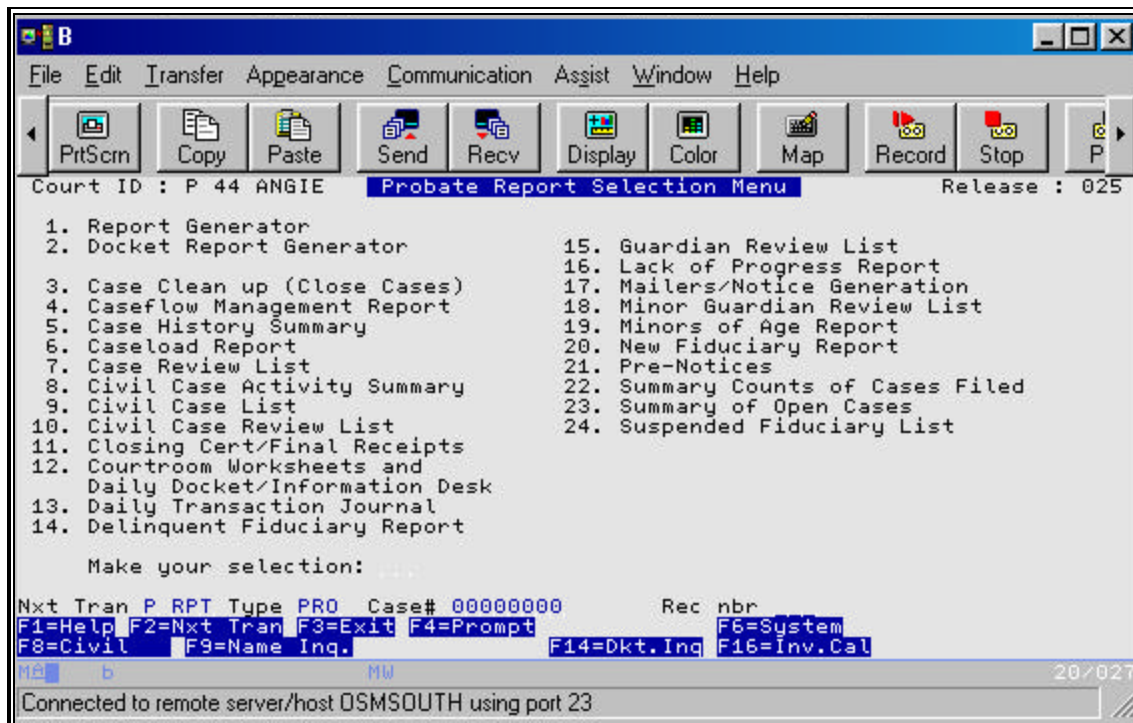 B
File Edit Transfer Appearance Communication Assist Window Help
PrtScrn Copy Paste Send Recv Display Color Map Record Stop P
Court ID : P 44 ANGIE Probate Report Selection Menu Release : 025
1. Report Generator
2. Docket Report Generator
3. Case Clean up (Close Cases)
4. Caseflow Management Report
5. Case History Summary
6. Caseload Report
7. Case Review List
8. Civil Case Activity Summary
9. Civil Case List
10. Civil Case Review List
11. Closing Cert/Final Receipts
12. Courtroom Worksheets and
Daily Docket/Information Desk
13. Daily Transaction Journal
14. Delinquent Fiduciary Report
15. Guardian Review List
16. Lack of Progress Report
17. Mailers/Notice Generation
18. Minor Guardian Review List
19. Minors of Age Report
20. New Fiduciary Report
21. Pre-Notices
22. Summary Counts of Cases Filed
23. Summary of Open Cases
24. Suspended Fiduciary List
Make your selection: ___
Nxt Tran P RPT Type PRO Case# 00000000 Rec nbr ___
F1=Help F2=Nxt Tran F3=Exit F4=Prompt F6=System
F8=Civil F9=Name Inq. F14=Dkt.Inq F16=Inv.Cal
MA b MW 20/027
Connected to remote server/host OSMSOUTH using port 23